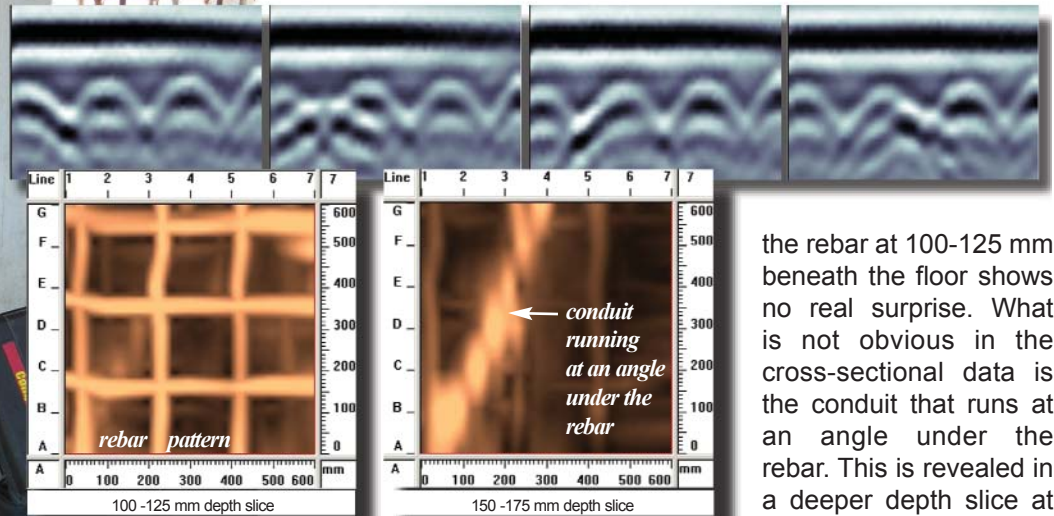 Line 1 2 3 4 5 6 7 7
G 600
F 500
E 400
D 300
C 200
B 100
A 0
rebar pattern
A 0 100 200 300 400 500 600 mm
100 -125 mm depth slice
Line 1 2 3 4 5 6 7 7
G 600
F 500
E 400
D 300
C 200
B 100
A 0
conduit
running
at an angle
under the
rebar
A 0 100 200 300 400 500 600 mm
150 -175 mm depth slice
the rebar at 100-125 mm
beneath the floor shows
no real surprise. What
is not obvious in the
cross-sectional data is
the conduit that runs at
an angle under the
rebar. This is revealed in
a deeper depth slice at